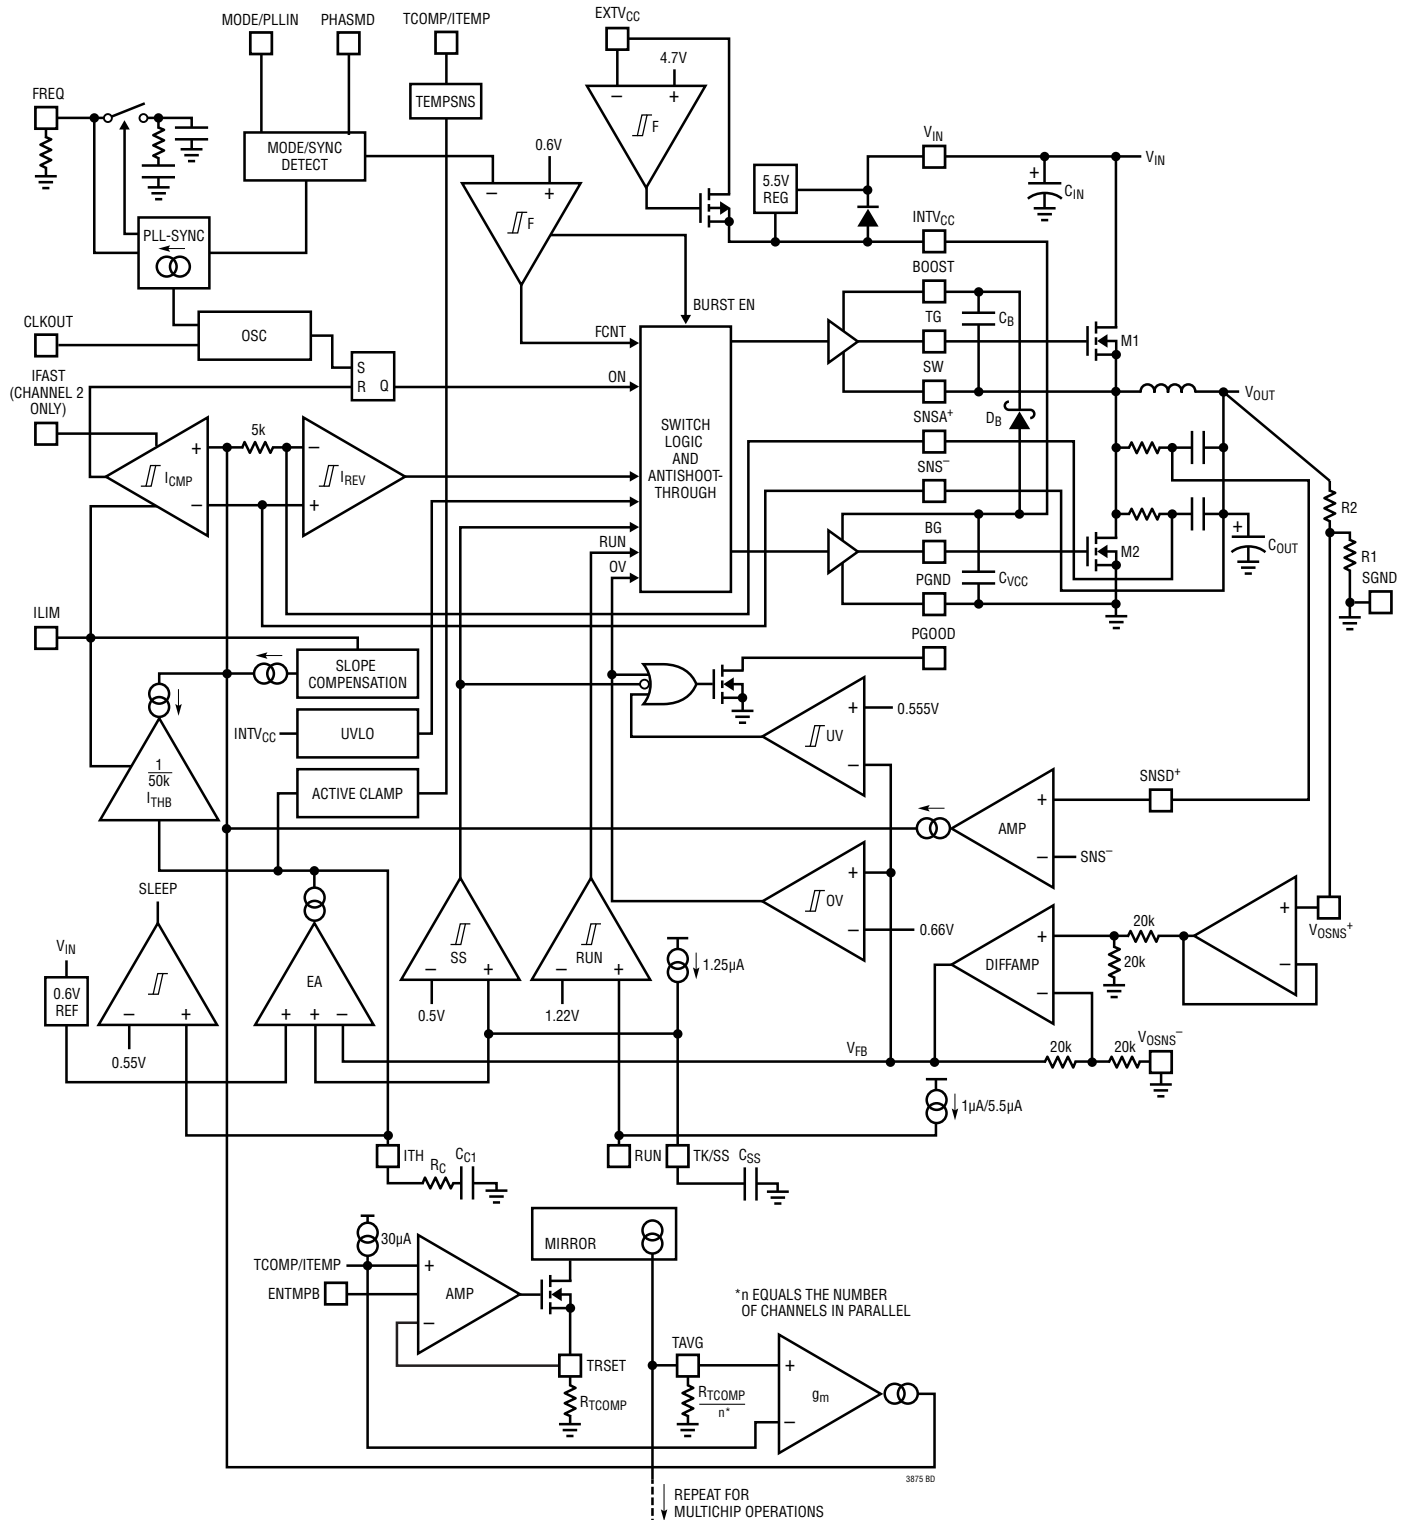 MODE/PLLIN
PHASMD
TCOMP/ITEMP
EXTVCC
4.7V
FREQ
TEMPSNS
− +
F
MODE/SYNC
DETECT
0.6V
VIN
VIN
5.5V
REG
+
CIN
− +
F
PLL-SYNC
INTVCC
BOOST
BURST EN
CLKOUT
OSC
FCNT
TG
CB
M1
SW
IFAST
(CHANNEL 2
ONLY)
S
R Q
ON
VOUT
SNSA+
DB
5k
+
−
ICMP
−
+
IREV
SWITCH
LOGIC
AND
ANTISHOOT-
THROUGH
SNS−
R2
BG
+
COUT
M2
RUN
OV
CVCC
PGND
R1
SGND
ILIM
PGOOD
SLOPE
COMPENSATION
+
0.555V
UV
−
INTVCC
UVLO
1
50k
ITHB
ACTIVE CLAMP
SNSD+
+
AMP
−
SNS−
SLEEP
+
OV
−
0.66V
+
VOSNS+
−
20k
20k
+
DIFFAMP
−
VIN
0.6V
REF
− +
0.55V
EA
+ + −
SS
− +
0.5V
RUN
− +
1.22V
1.25µA
VFB
20k
20k
VOSNS−
1µA/5.5µA
ITH
RC
CC1
RUN
TK/SS
CSS
30µA
MIRROR
TCOMP/ITEMP
+
AMP
−
ENTMPB
*n EQUALS THE NUMBER
OF CHANNELS IN PARALLEL
TRSET
TAVG
+
gm
−
RTCOMP
RTCOMP
n*
3875 BD
REPEAT FOR
MULTICHIP OPERATIONS